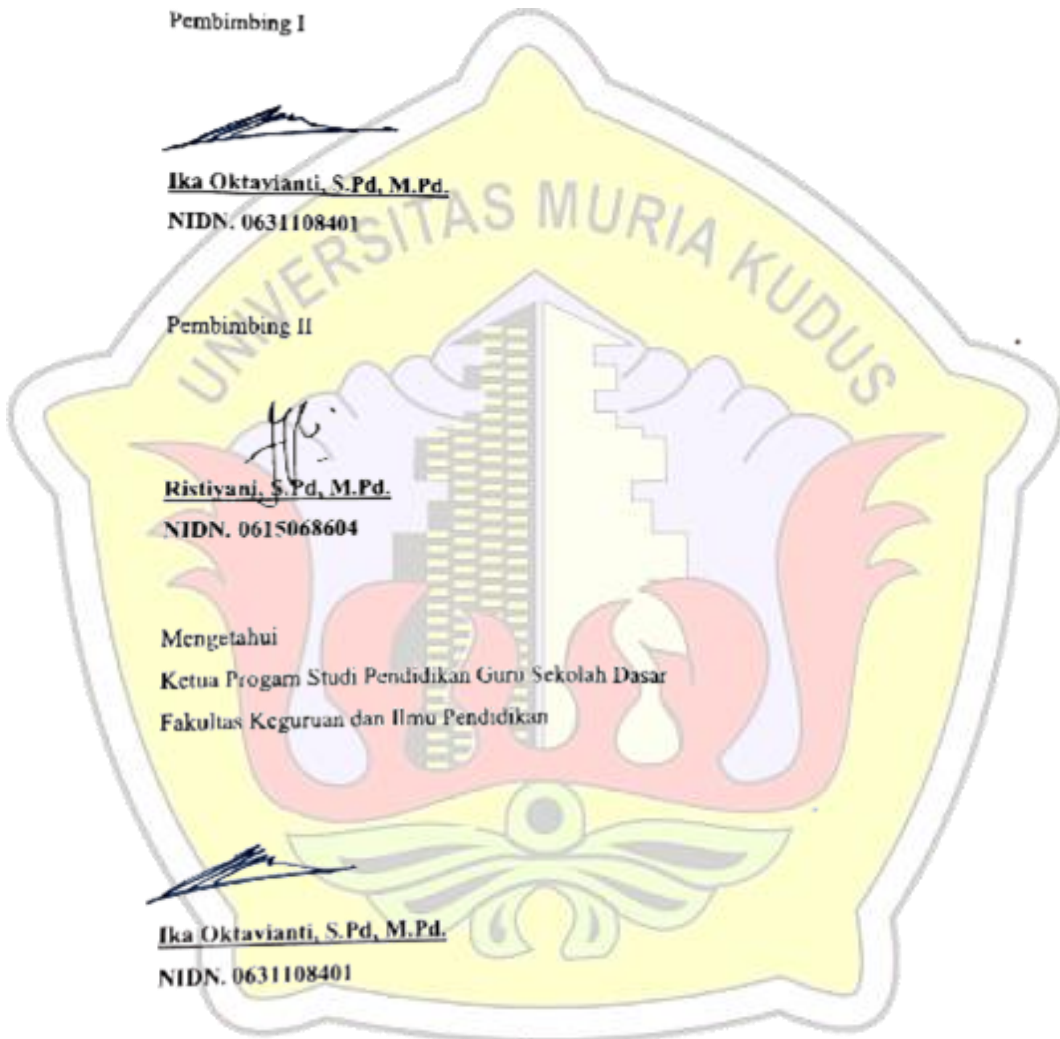 Pembimbing I
Ika Oktavianti, S.Pd, M.Pd.
NIDN. 0631108401
UNIVERSITAS MURIA KUDUS
Pembimbing II
Ristiyani, S.Pd, M.Pd.
NIDN. 0615068604
Mengetahui
Ketua Progam Studi Pendidikan Guru Sekolah Dasar
Fakultas Keguruan dan Ilmu Pendidikan
Ika Oktavianti, S.Pd, M.Pd.
NIDN. 0631108401